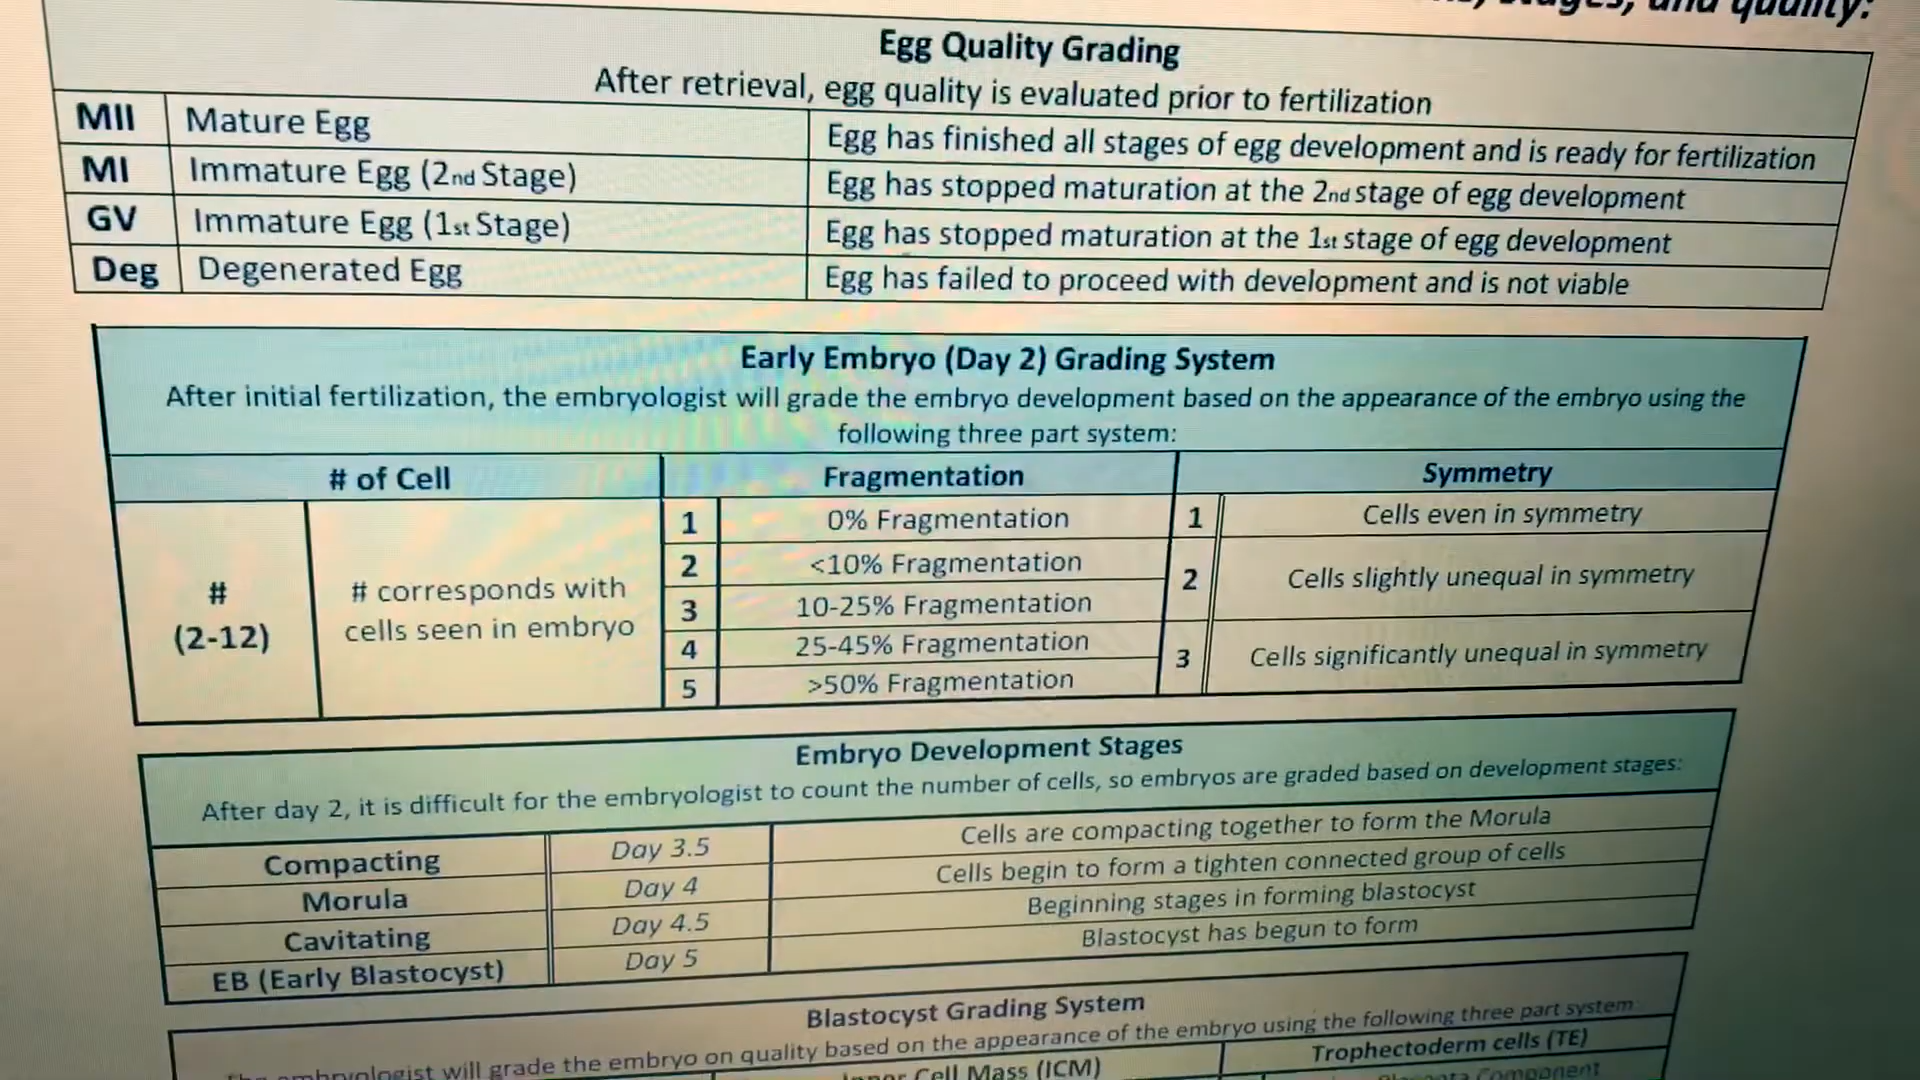 stages, and quality:
Egg Quality Grading
After retrieval, egg quality is evaluated prior to fertilization
MII Mature Egg Egg has finished all stages of egg development and is ready for fertilization
MI Immature Egg (2nd Stage) Egg has stopped maturation at the 2nd stage of egg development
GV Immature Egg (1st Stage) Egg has stopped maturation at the 1st stage of egg development
Deg Degenerated Egg Egg has failed to proceed with development and is not viable
Early Embryo (Day 2) Grading System
After initial fertilization, the embryologist will grade the embryo development based on the appearance of the embryo using the
following three part system:
# of Cell Fragmentation Symmetry
#
(2-12)
# corresponds with
cells seen in embryo
1 0% Fragmentation
2 <10% Fragmentation
3 10-25% Fragmentation
4 25-45% Fragmentation
5 >50% Fragmentation
1 Cells even in symmetry
2 Cells slightly unequal in symmetry
3 Cells significantly unequal in symmetry
Embryo Development Stages
After day 2, it is difficult for the embryologist to count the number of cells, so embryos are graded based on development stages:
Compacting Day 3.5 Cells are compacting together to form the Morula
Morula Day 4 Cells begin to form a tighten connected group of cells
Cavitating Day 4.5 Beginning stages in forming blastocyst
EB (Early Blastocyst) Day 5 Blastocyst has begun to form
Blastocyst Grading System
The embryologist will grade the embryo on quality based on the appearance of the embryo using the following three part system
Inner Cell Mass (ICM) Trophectoderm cells (TE)
Component